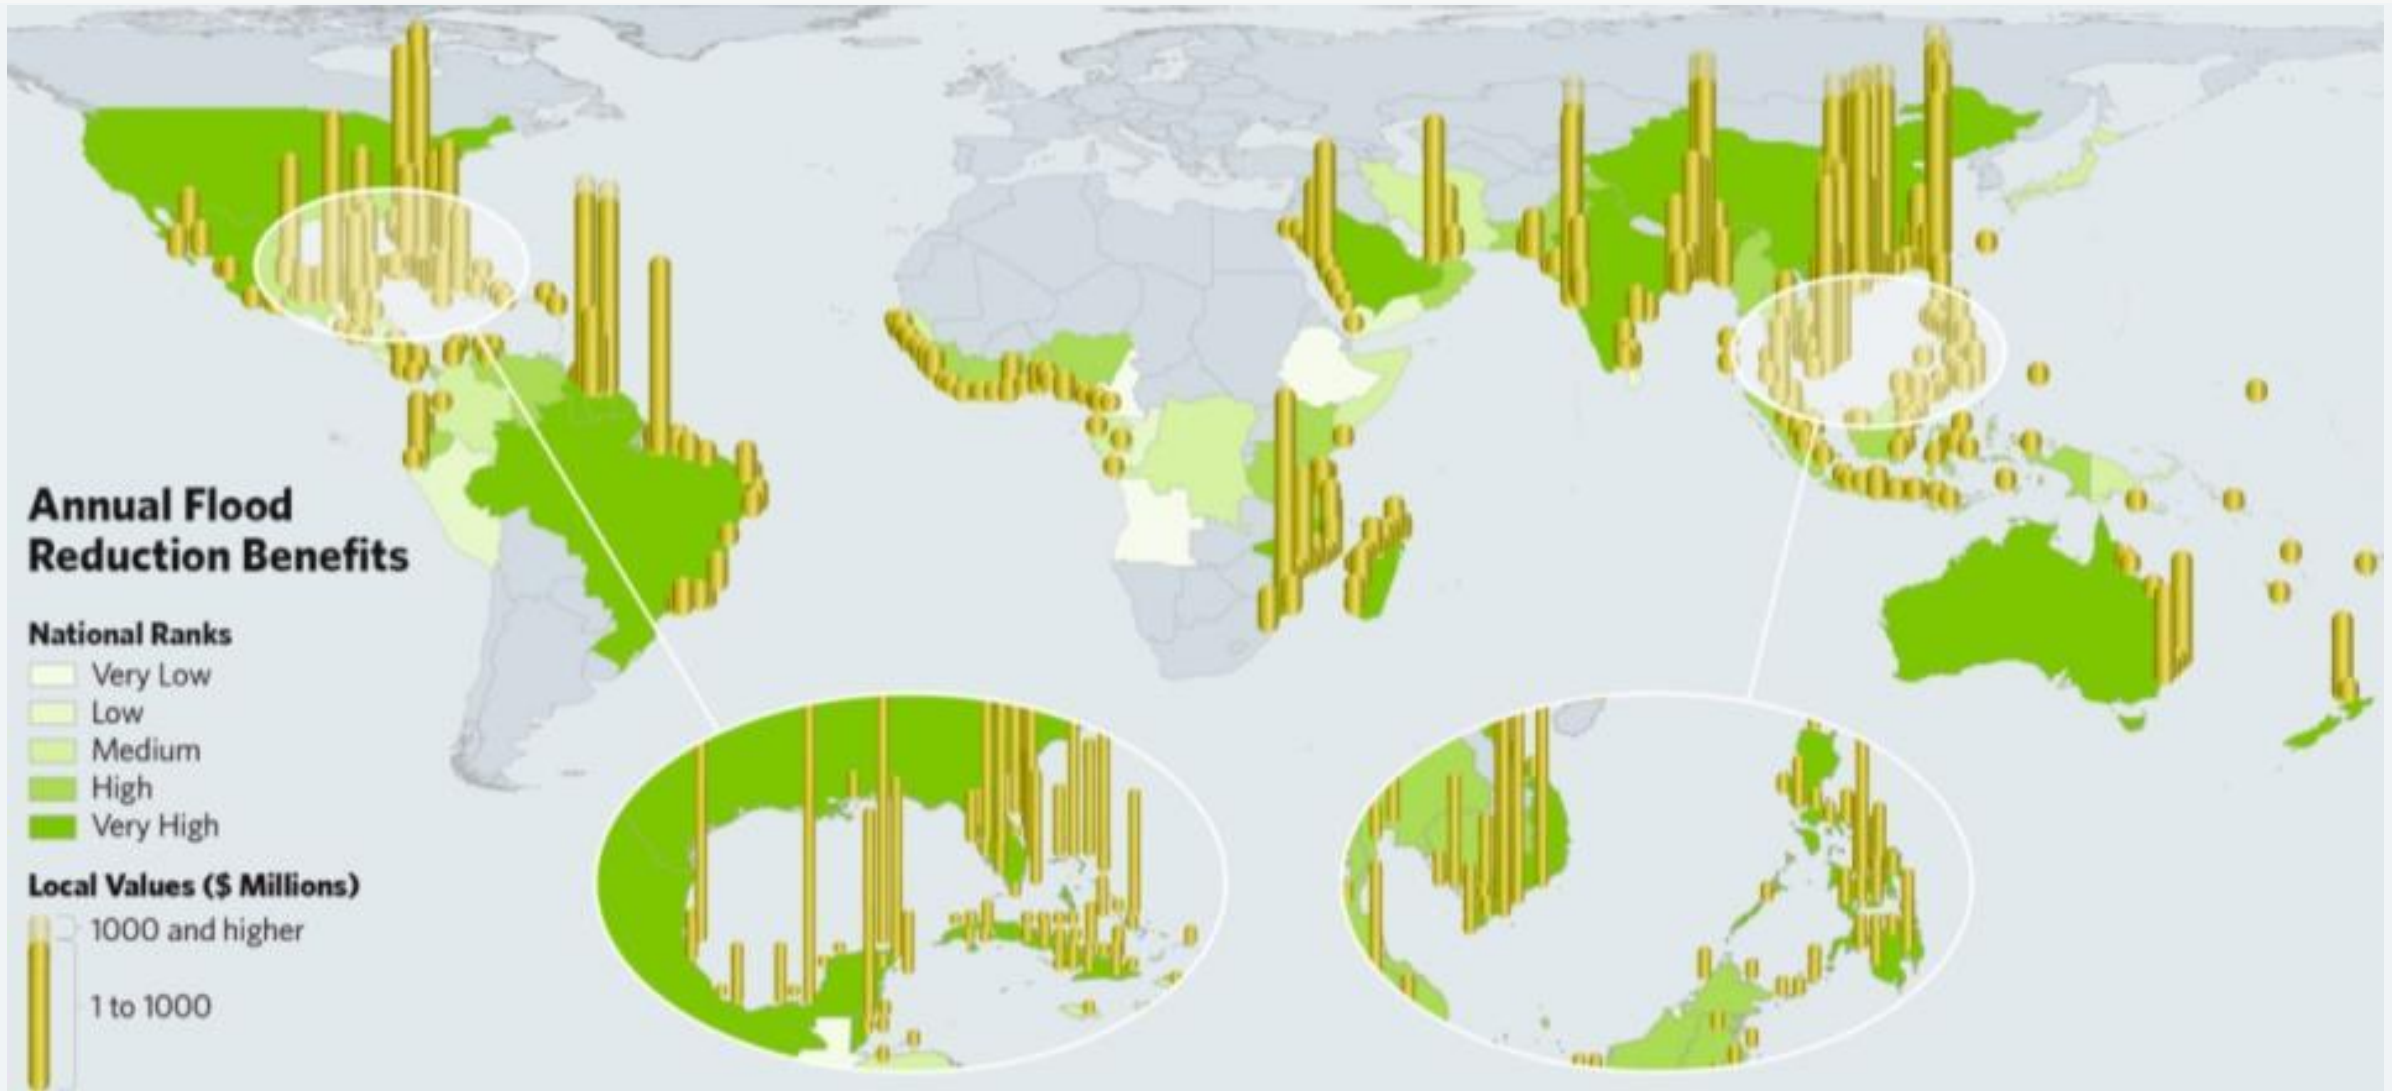 Annual Flood
Reduction Benefits
National Ranks
Very Low
Low
Medium
High
Very High
Local Values ($ Millions)
1000 and higher
1 to 1000